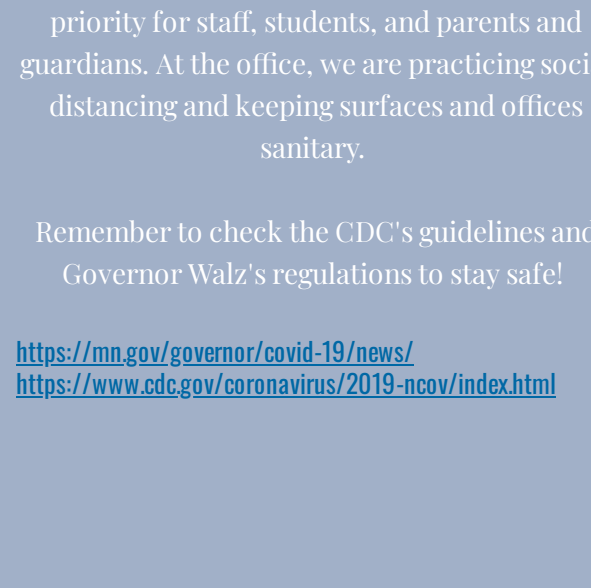 priority for staff, students, and parents and
guardians. At the office, we are practicing soci
distancing and keeping surfaces and offices
sanitary.
Remember to check the CDC's guidelines and
Governor Walz's regulations to stay safe!
https://mn.gov/governor/covid-19/news/
https://www.cdc.gov/coronavirus/2019-ncov/index.html